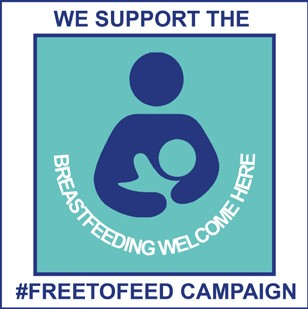 WE SUPPORT THE
BREASTFEEDING WELCOME HERE
#FREETOFEED CAMPAIGN